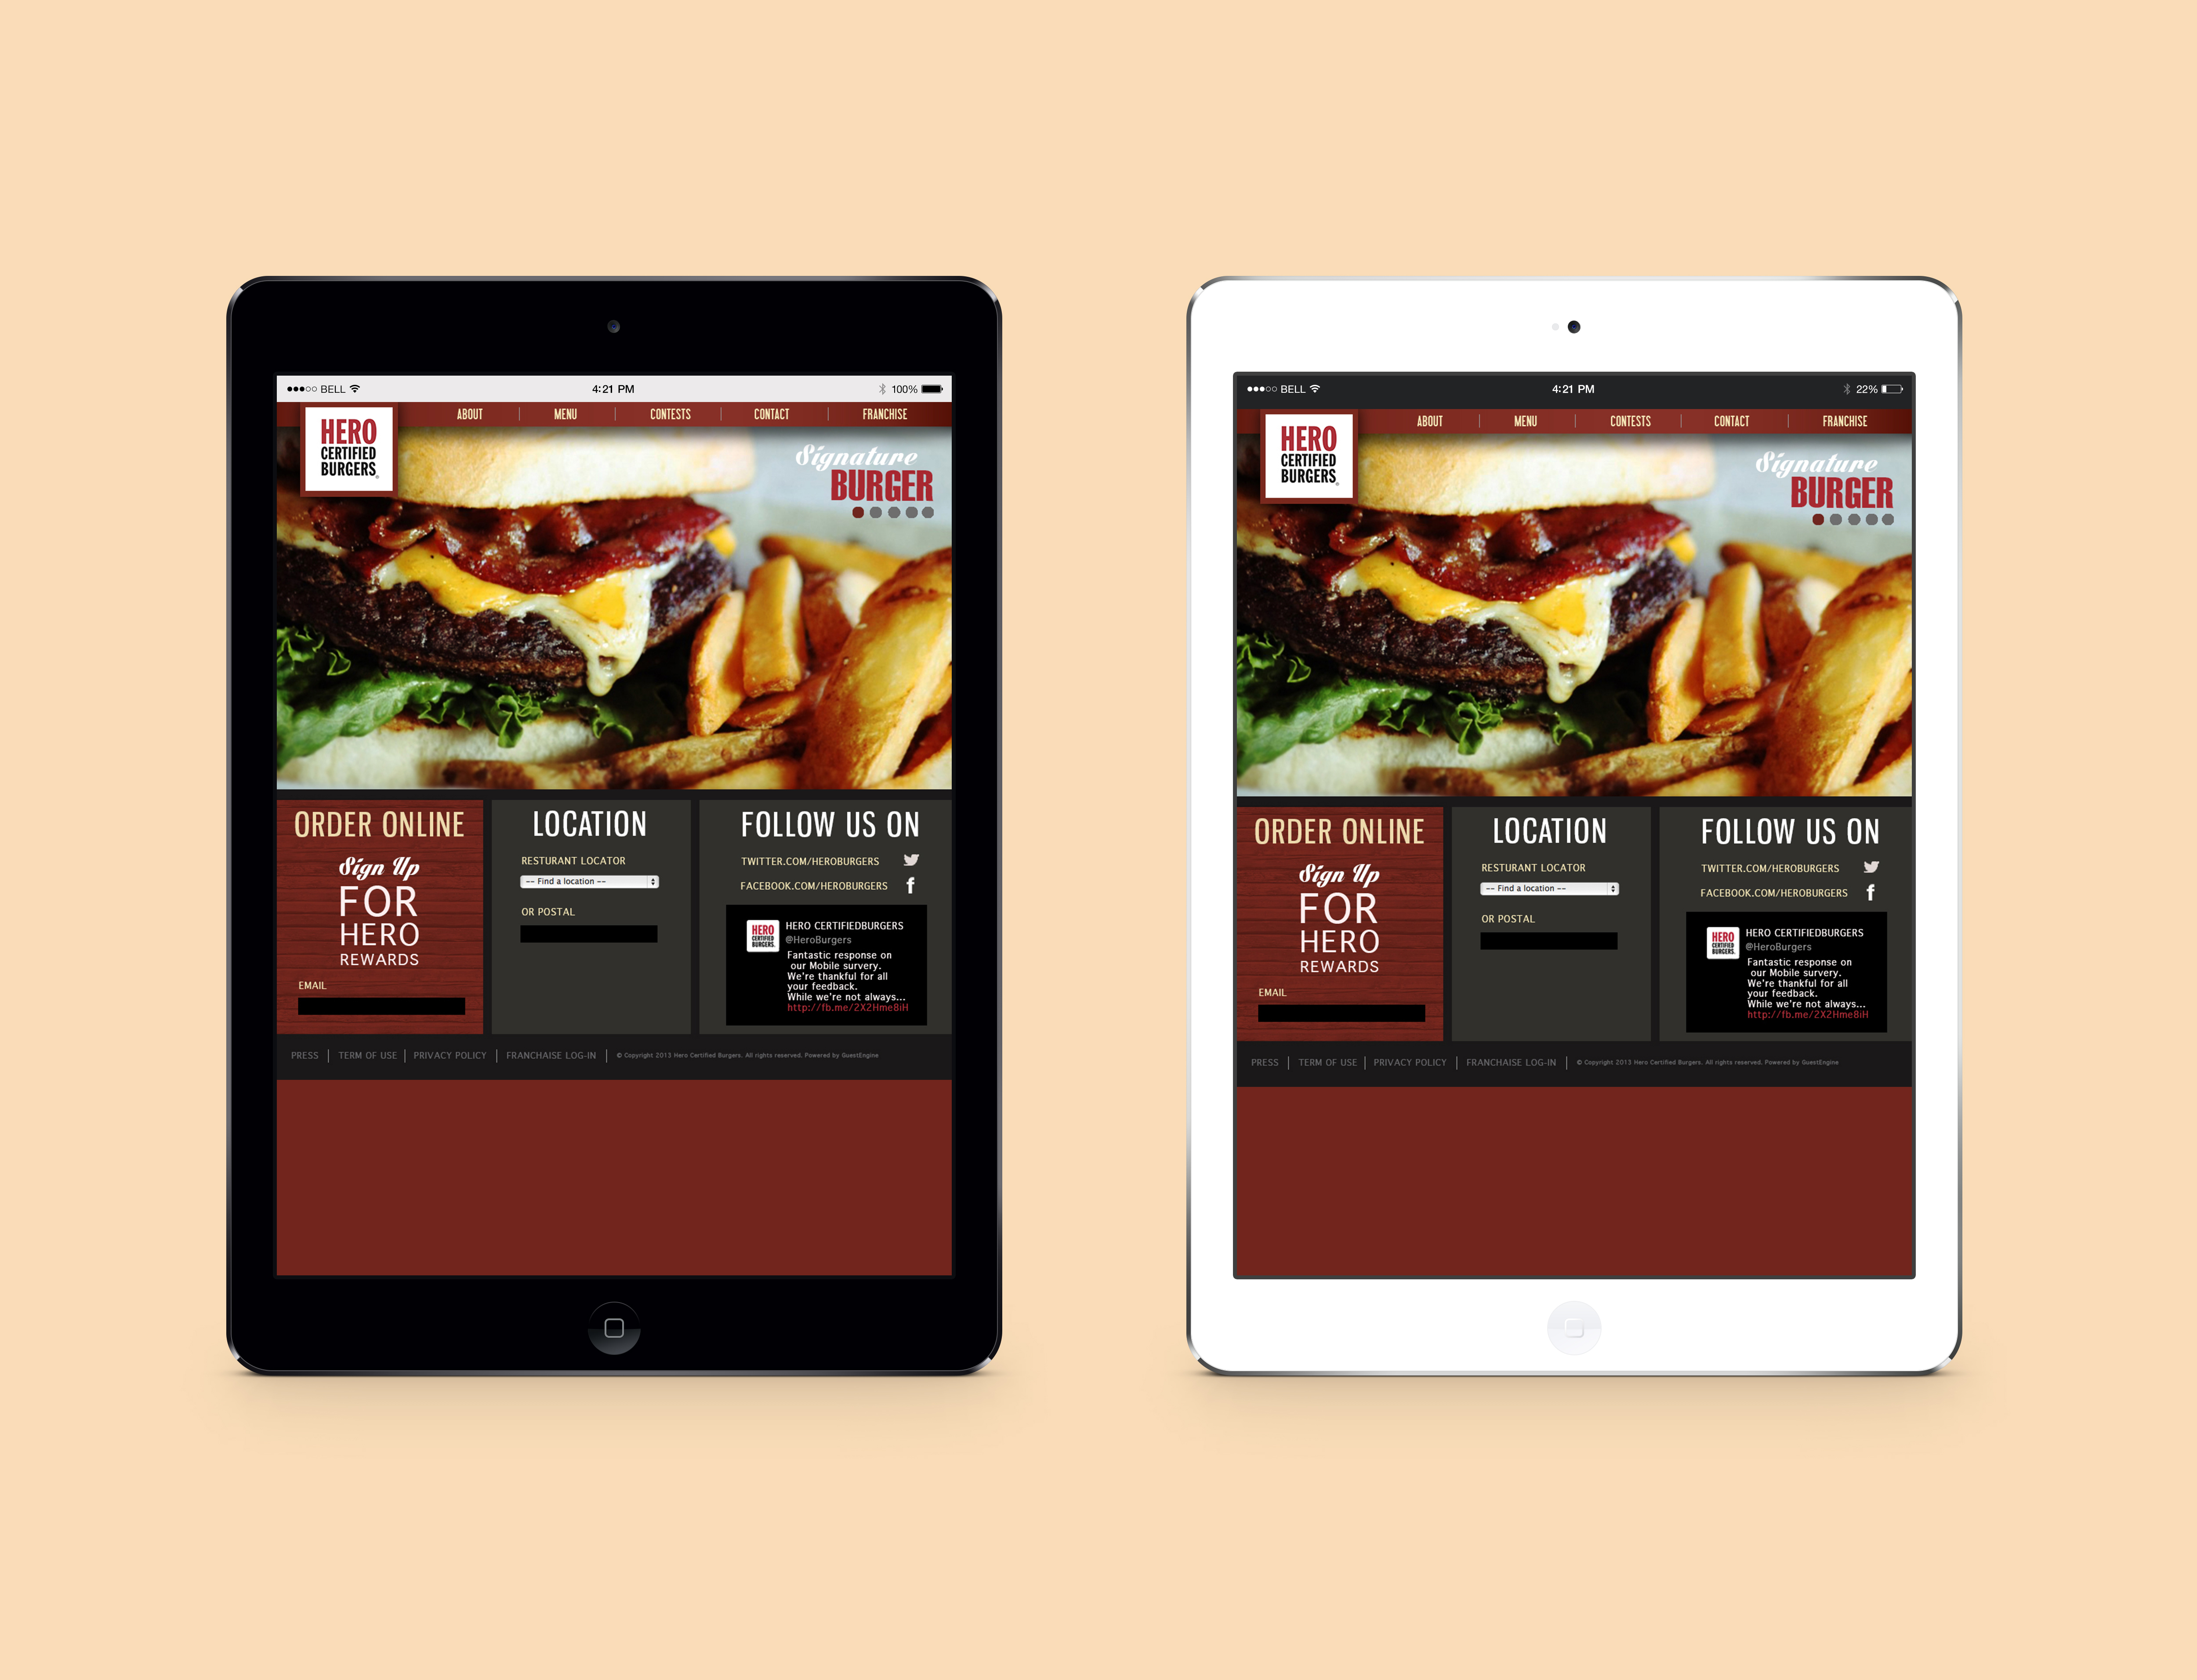 BELL 4:21 PM 100%
HERO
CERTIFIED
BURGERS
ABOUT MENU CONTESTS CONTACT FRANCHISE
Signature
BURGER
ORDER ONLINE
Sign Up
FOR
HERO
REWARDS
EMAIL
LOCATION
RESTURANT LOCATOR
-- Find a location --
OR POSTAL
FOLLOW US ON
TWITTER.COM/HEROBURGERS
FACEBOOK.COM/HEROBURGERS
HERO
CERTIFIED
BURGERS
HERO CERTIFIEDBURGERS
@HeroBurgers
Fantastic response on
our Mobile survery.
We're thankful for all
your feedback.
While we're not always...
http://fb.me/2X2Hme8iH
PRESS TERM OF USE PRIVACY POLICY FRANCHAISE LOG-IN © Copyright 2013 Hero Certified Burgers. All rights reserved. Powered by GuestEngine
BELL 4:21 PM 22%
HERO
CERTIFIED
BURGERS
ABOUT MENU CONTESTS CONTACT FRANCHISE
Signature
BURGER
ORDER ONLINE
Sign Up
FOR
HERO
REWARDS
EMAIL
LOCATION
RESTURANT LOCATOR
-- Find a location --
OR POSTAL
FOLLOW US ON
TWITTER.COM/HEROBURGERS
FACEBOOK.COM/HEROBURGERS
HERO
CERTIFIED
BURGERS
HERO CERTIFIEDBURGERS
@HeroBurgers
Fantastic response on
our Mobile survery.
We're thankful for all
your feedback.
While we're not always...
http://fb.me/2X2Hme8iH
PRESS TERM OF USE PRIVACY POLICY FRANCHAISE LOG-IN © Copyright 2013 Hero Certified Burgers. All rights reserved. Powered by GuestEngine